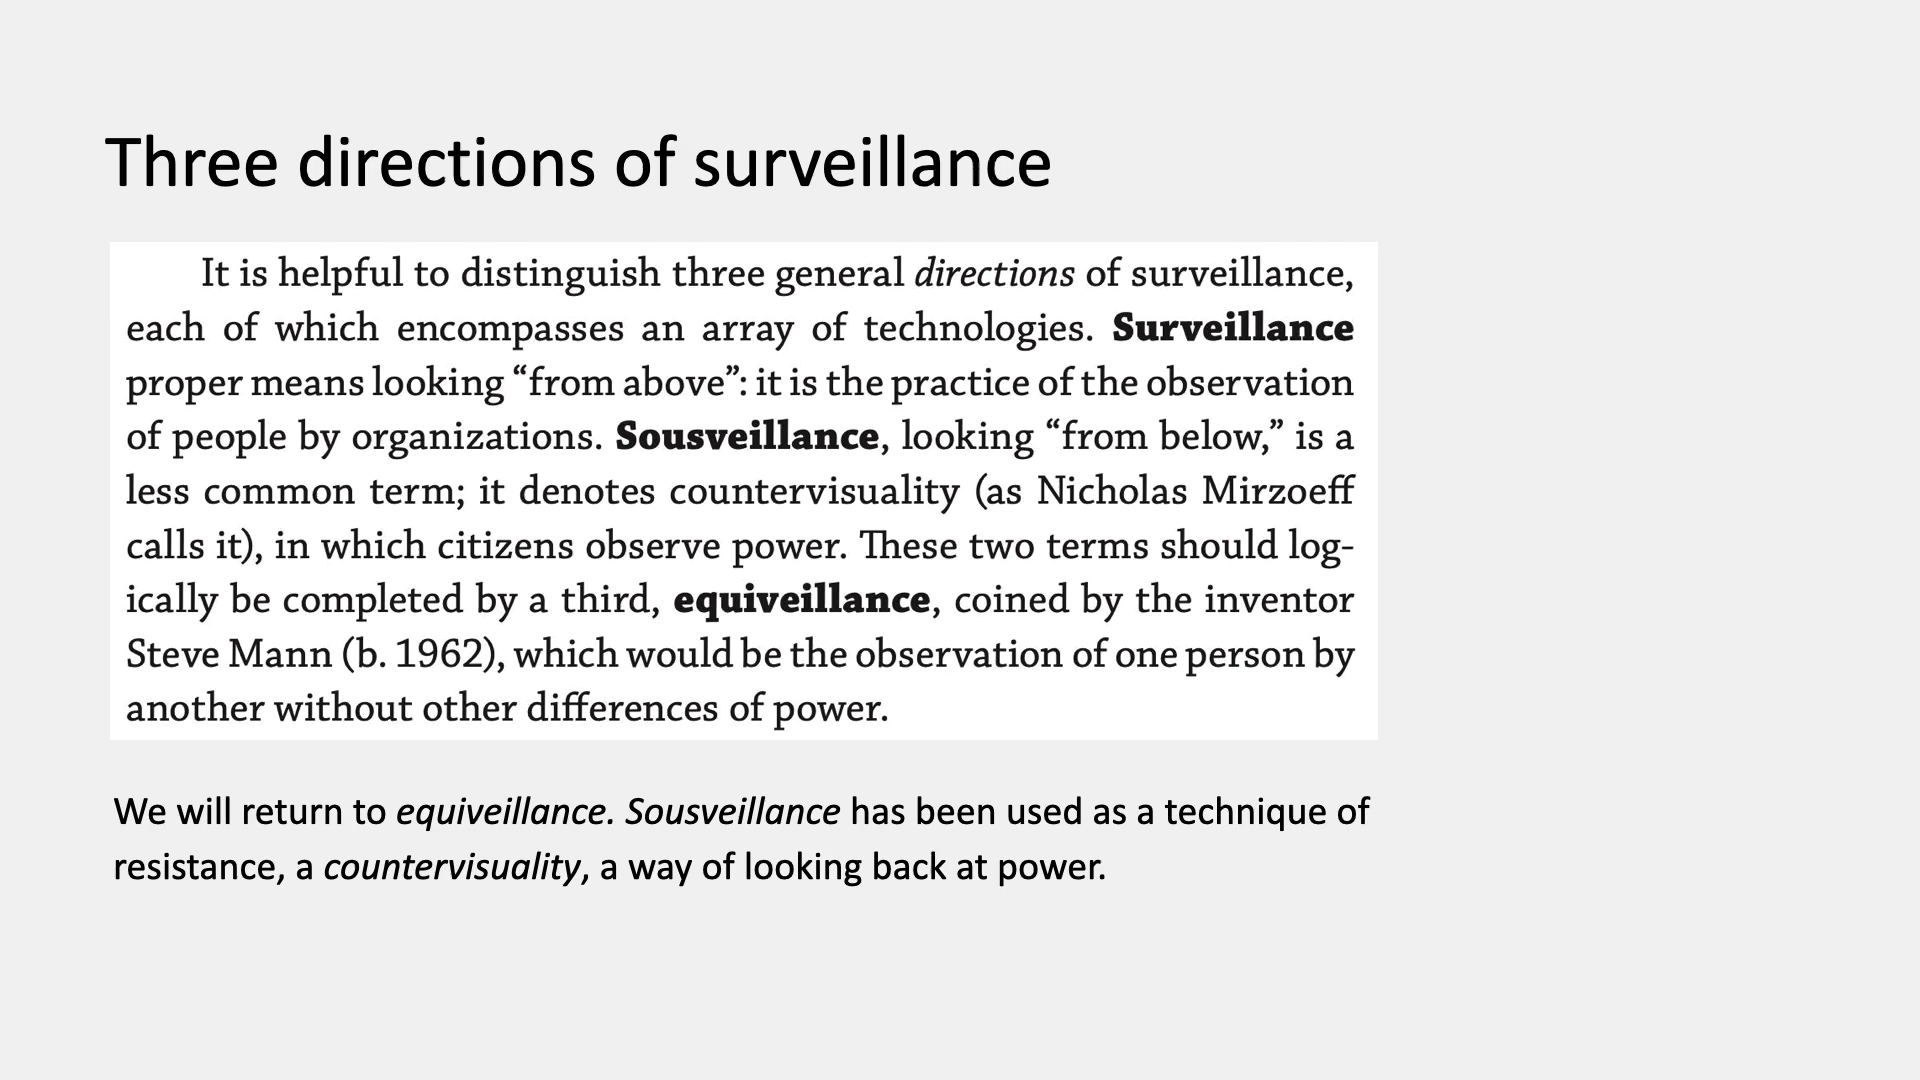 Three directions of surveillance
It is helpful to distinguish three general directions of surveillance,
each of which encompasses an array of technologies. Surveillance
proper means looking “from above”: it is the practice of the observation
of people by organizations. Sousveillance, looking “from below,” is a
less common term; it denotes countervisuality (as Nicholas Mirzoeff
calls it), in which citizens observe power. These two terms should log-
ically be completed by a third, equiveillance, coined by the inventor
Steve Mann (b. 1962), which would be the observation of one person by
another without other differences of power.
We will return to equiveillance. Sousveillance has been used as a technique of
resistance, a countervisuality, a way of looking back at power.